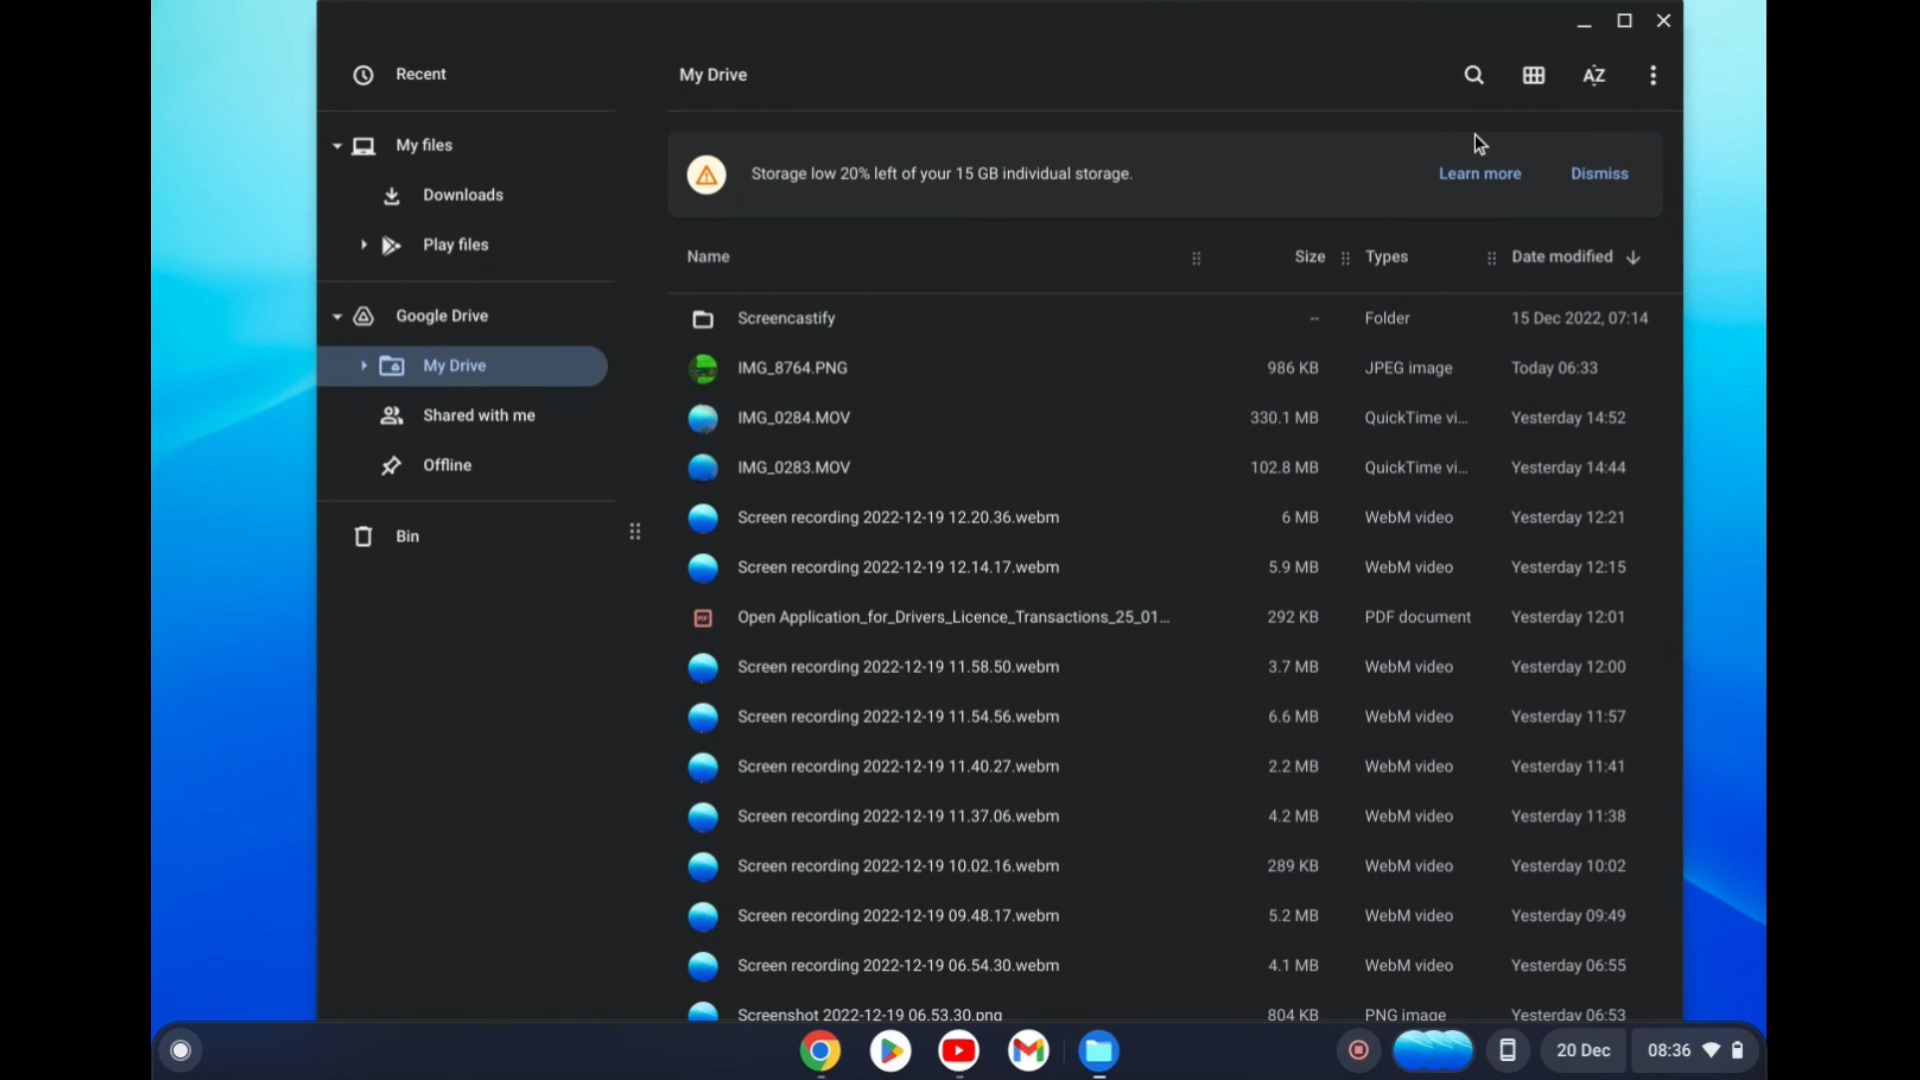 Recent
My files
Downloads
Play files
Google Drive
My Drive
Shared with me
Offline
Bin
My Drive
AZ
Storage low 20% left of your 15 GB individual storage.
Learn more
Dismiss
Name Size Types Date modified
Screencastify -- Folder 15 Dec 2022, 07:14
IMG_8764.PNG 986 KB JPEG image Today 06:33
IMG_0284.MOV 330.1 MB QuickTime vi... Yesterday 14:52
IMG_0283.MOV 102.8 MB QuickTime vi... Yesterday 14:44
Screen recording 2022-12-19 12.20.36.webm 6 MB WebM video Yesterday 12:21
Screen recording 2022-12-19 12.14.17.webm 5.9 MB WebM video Yesterday 12:15
Open Application_for_Drivers_Licence_Transactions_25_01... 292 KB PDF document Yesterday 12:01
Screen recording 2022-12-19 11.58.50.webm 3.7 MB WebM video Yesterday 12:00
Screen recording 2022-12-19 11.54.56.webm 6.6 MB WebM video Yesterday 11:57
Screen recording 2022-12-19 11.40.27.webm 2.2 MB WebM video Yesterday 11:41
Screen recording 2022-12-19 11.37.06.webm 4.2 MB WebM video Yesterday 11:38
Screen recording 2022-12-19 10.02.16.webm 289 KB WebM video Yesterday 10:02
Screen recording 2022-12-19 09.48.17.webm 5.2 MB WebM video Yesterday 09:49
Screen recording 2022-12-19 06.54.30.webm 4.1 MB WebM video Yesterday 06:55
Screenshot 2022-12-19 06.53.30.png 804 KB PNG image Yesterday 06:53
20 Dec
08:36